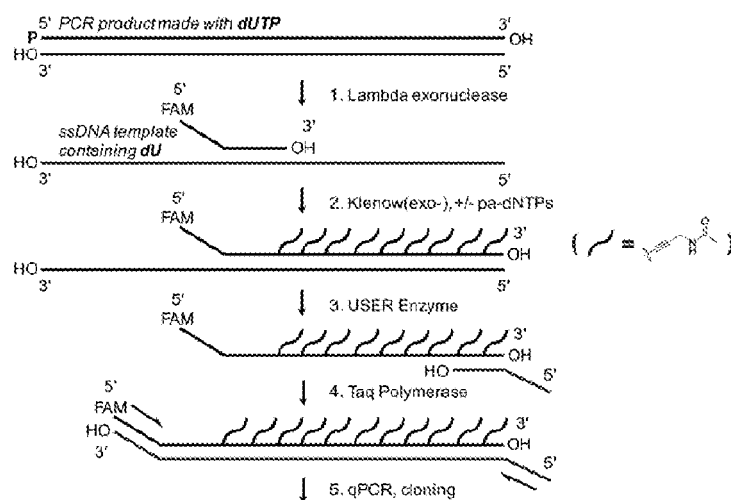 5' PCR product made with dUTP 3'
P OH
HO
3' 5'
1. Lambda exonuclease
5'
FAM
3'
ssDNA template
OH
containing dU
HO
3' 5'
2. Klenow(exo-), +/- pa-dNTPs
5'
FAM
3'
OH
( = N H O )
HO
3' 5'
3. USER Enzyme
5'
FAM
3'
OH
HO 5'
4. Taq Polymerase
5'
FAM
3'
HO OH
3' 5'
5. qPCR, cloning